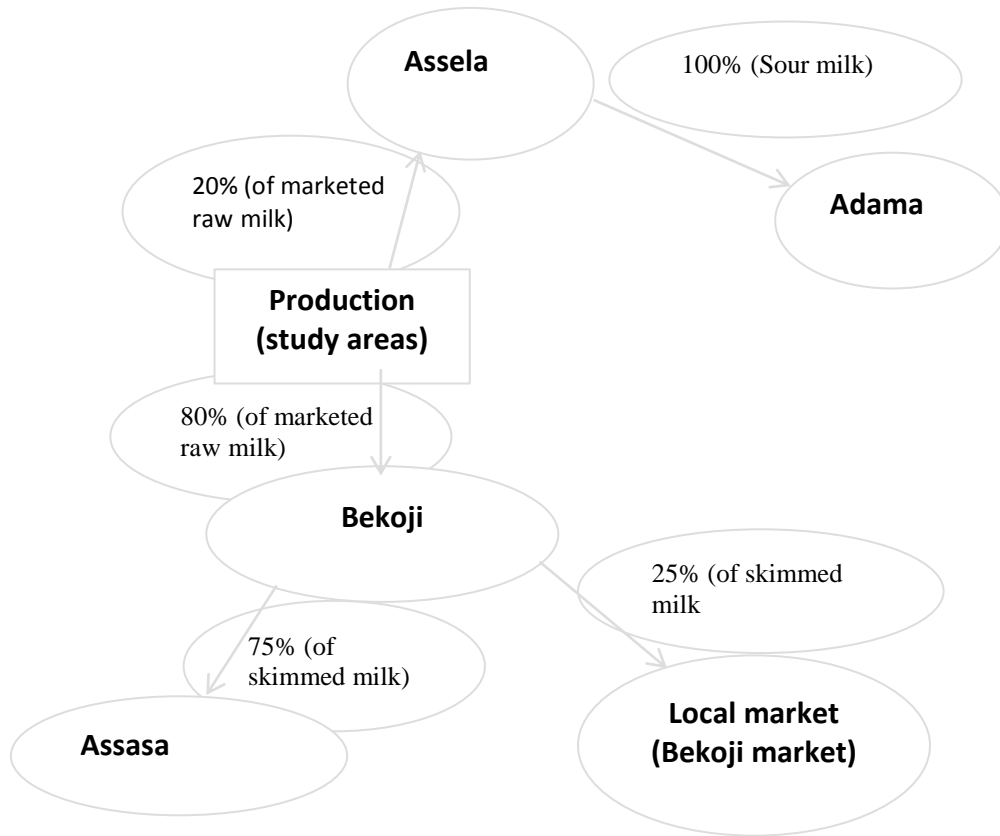 Assela
100% (Sour milk)
20% (of marketed
raw milk)
Adama
Production
(study areas)
80% (of marketed
raw milk)
Bekoji
25% (of skimmed
milk
75% (of
skimmed milk)
Local market
(Bekoji market)
Assasa